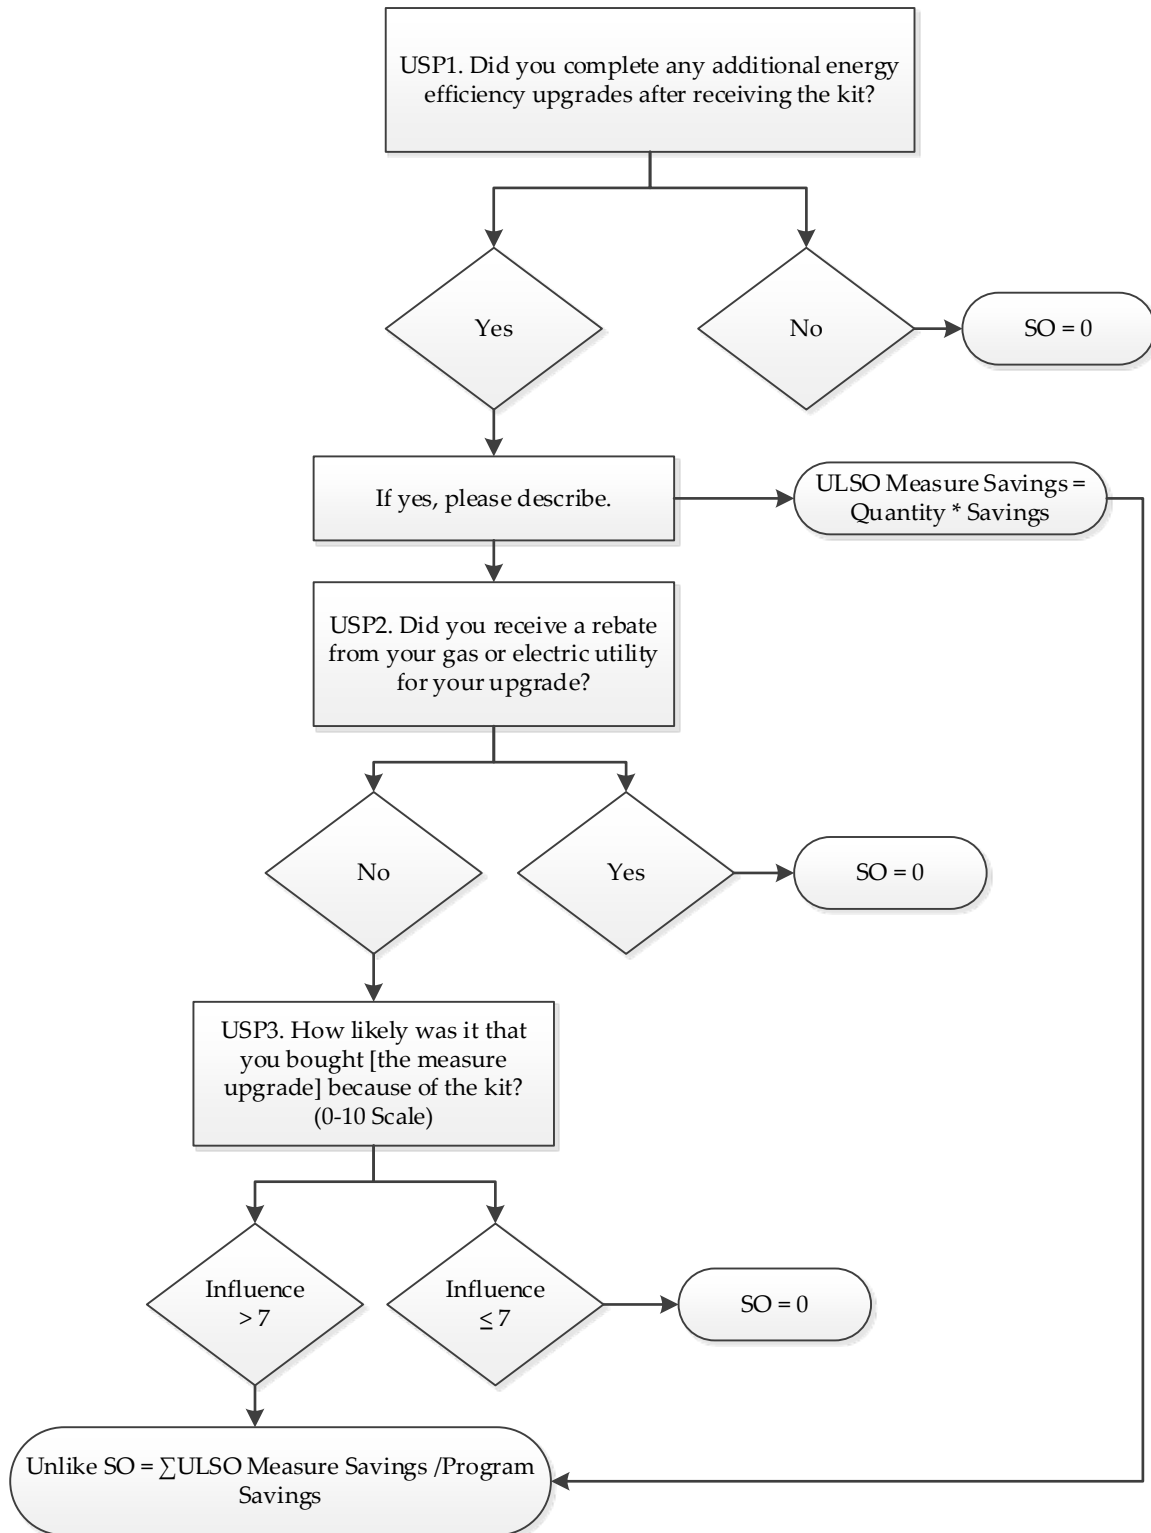 USP1. Did you complete any additional energy
efficiency upgrades after receiving the kit?
Yes
No
SO = 0
If yes, please describe.
ULSO Measure Savings =
Quantity * Savings
USP2. Did you receive a rebate
from your gas or electric utility
for your upgrade?
No
Yes
SO = 0
USP3. How likely was it that
you bought [the measure
upgrade] because of the kit?
(0-10 Scale)
Influence
> 7
Influence
≤ 7
SO = 0
Unlike SO = ∑ULSO Measure Savings /Program
Savings